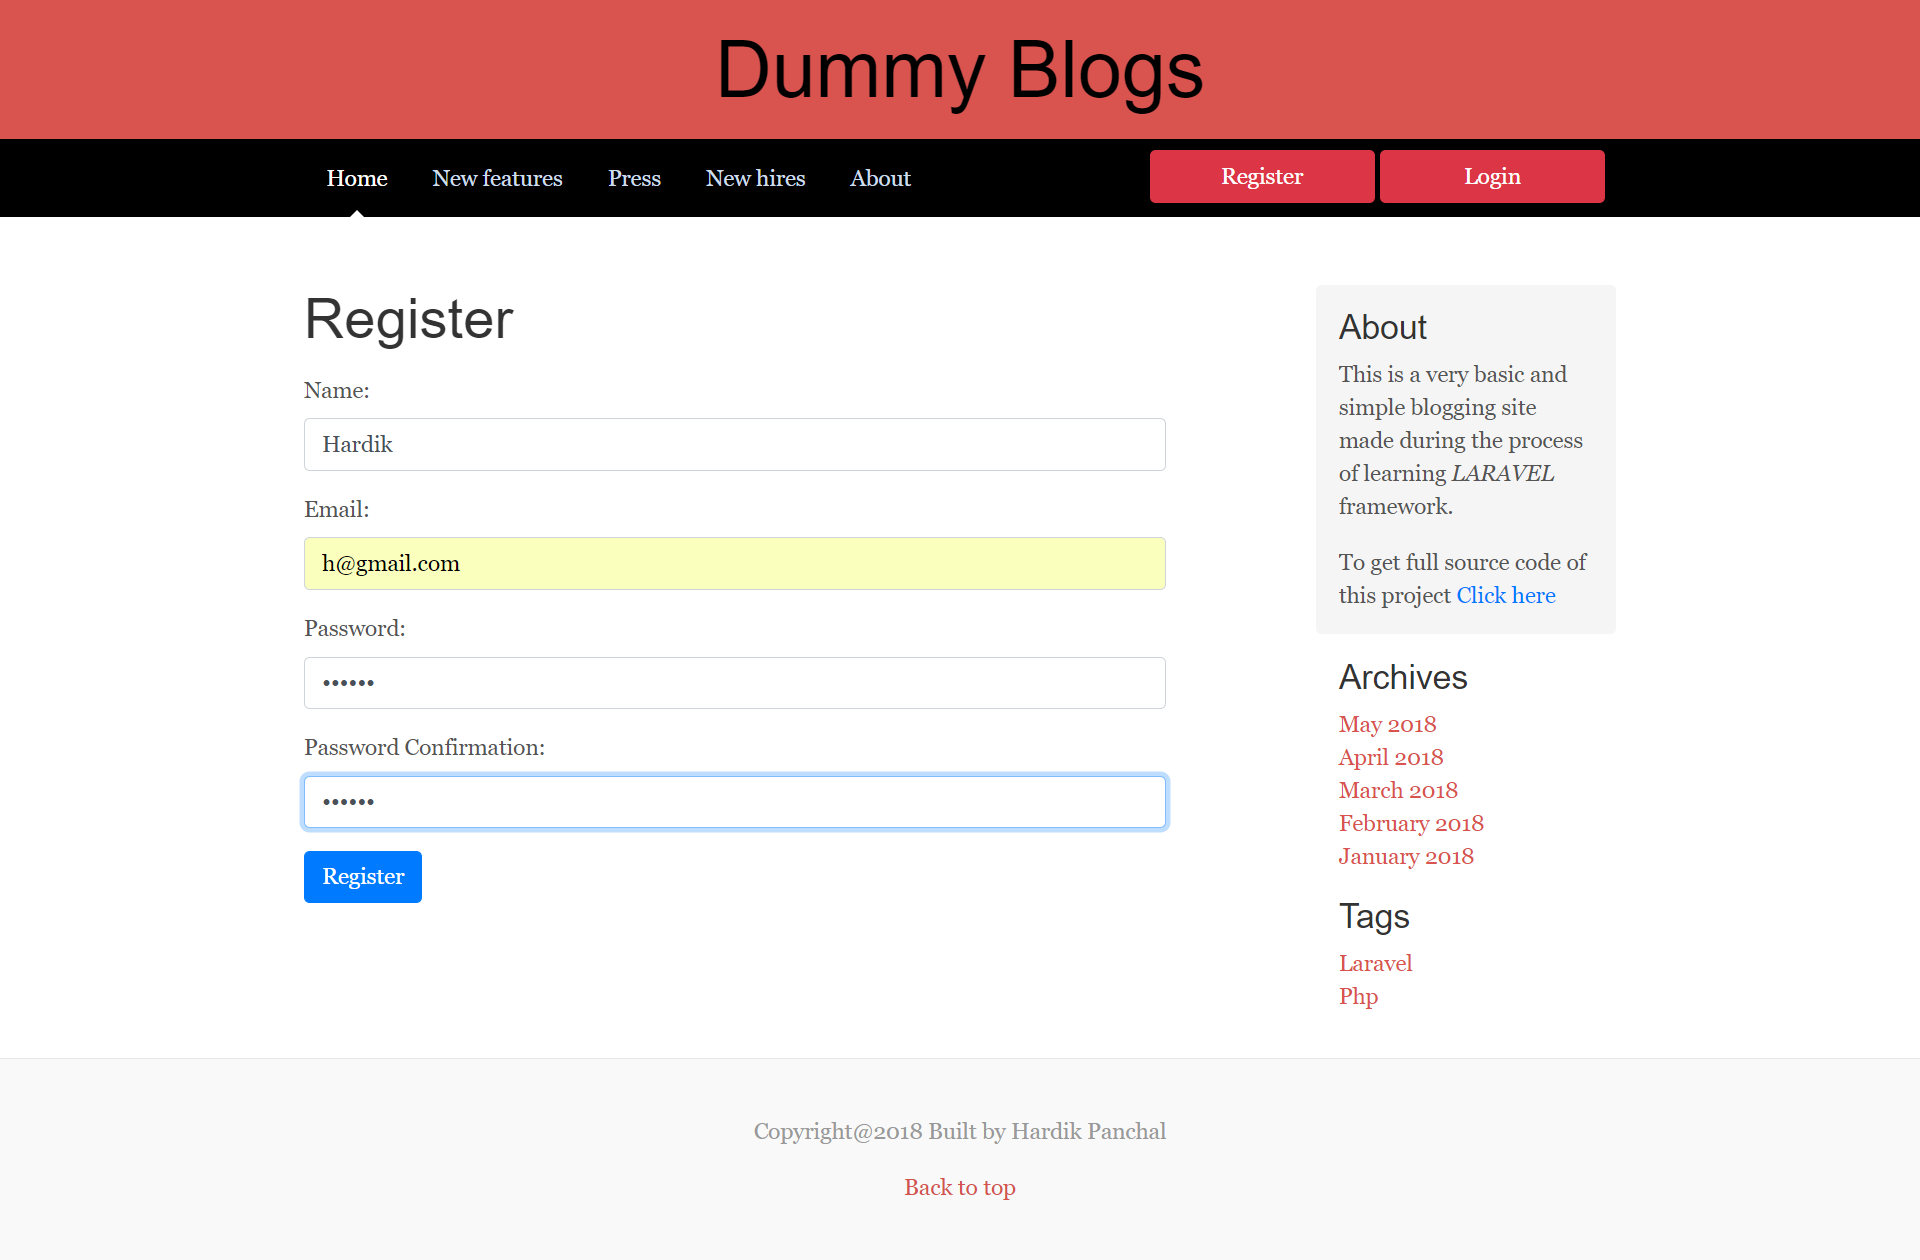 Dummy Blogs
Home New features Press New hires About Register Login
Register
Name:
Hardik
Email:
h@gmail.com
Password:
••••••
Password Confirmation:
••••••
Register
About
This is a very basic and
simple blogging site
made during the process
of learning LARAVEL
framework.
To get full source code of
this project Click here
Archives
May 2018
April 2018
March 2018
February 2018
January 2018
Tags
Laravel
Php
Copyright@2018 Built by Hardik Panchal
Back to top